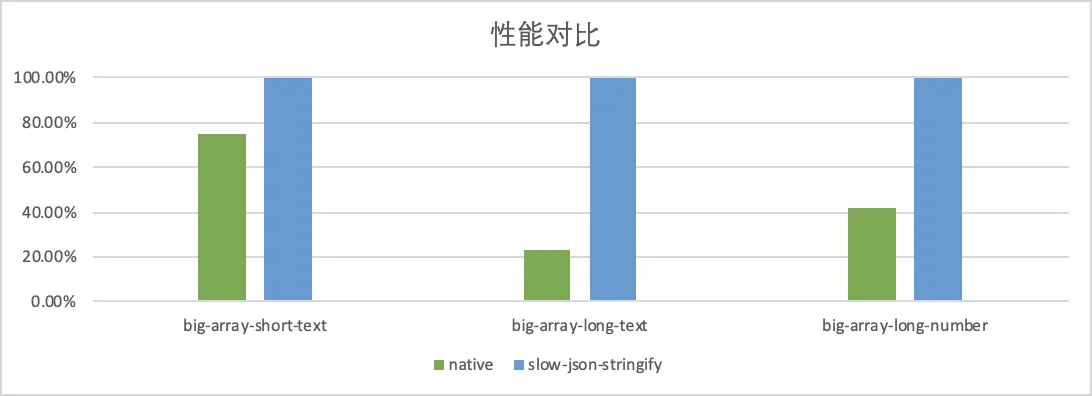 性能对比
100.00%
80.00%
60.00%
40.00%
20.00%
0.00%
big-array-short-text big-array-long-text big-array-long-number
native slow-json-stringify